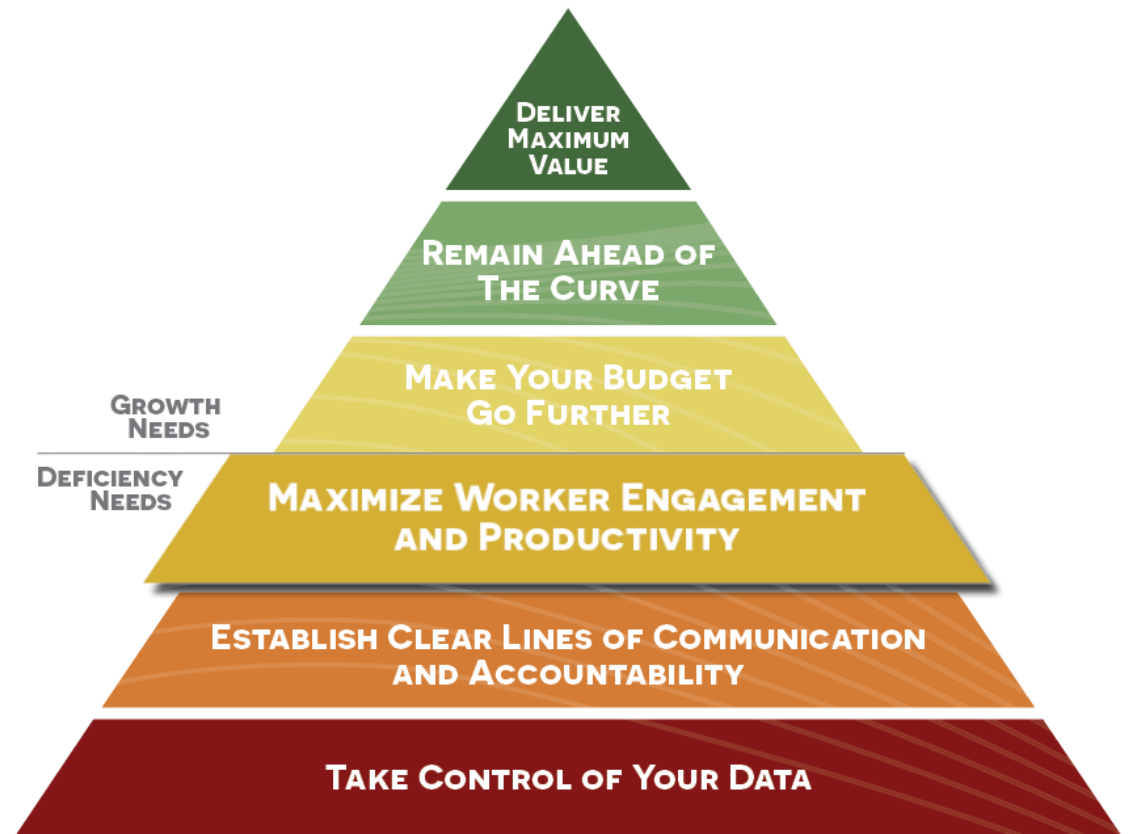 Deliver
Maximum
Value
Remain Ahead of
The Curve
Make Your Budget
Go Further
Growth
Needs
Deficiency
Needs
Maximize Worker Engagement
and Productivity
Establish Clear Lines of Communication
and Accountability
Take Control of Your Data